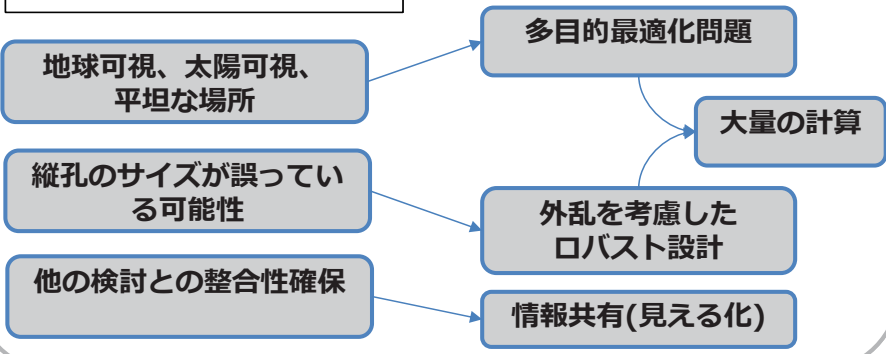 地球可視、太陽可視、
平坦な場所
多目的最適化問題
大量の計算
縦孔のサイズが誤ってい
る可能性
外乱を考慮した
ロバスト設計
他の検討との整合性確保
情報共有(見える化)